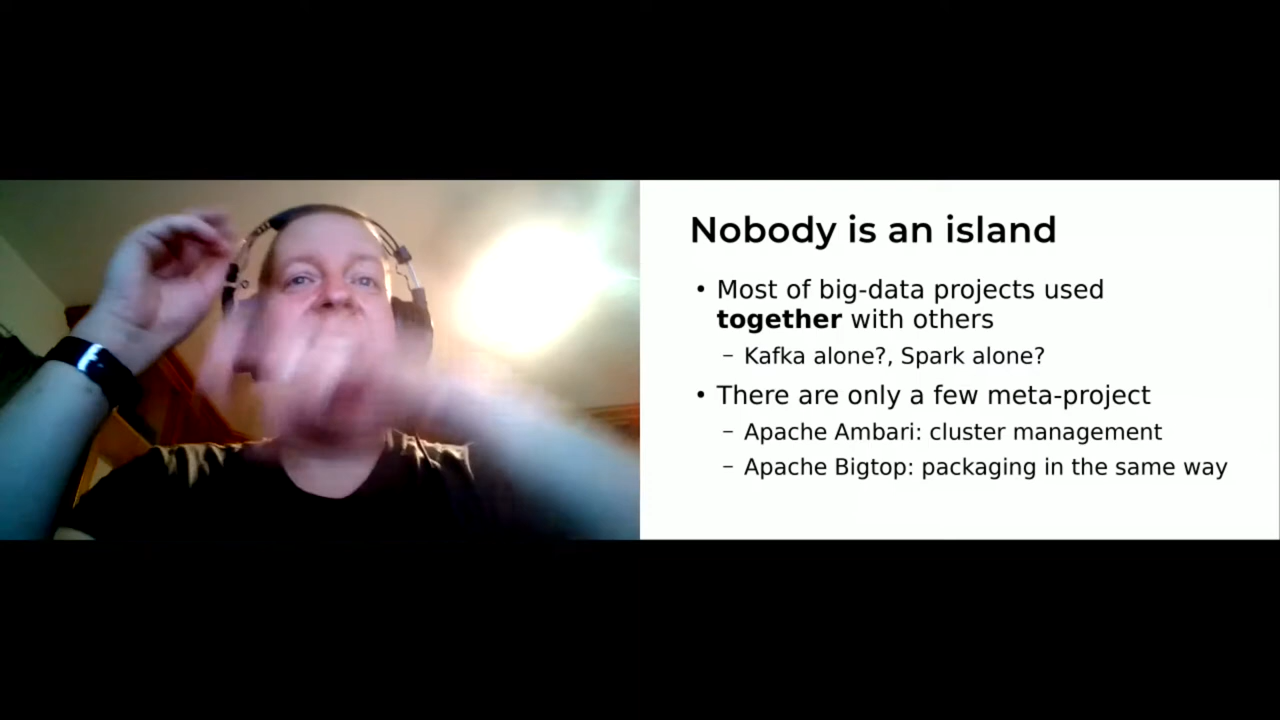 Nobody is an island
• Most of big-data projects used
together with others
– Kafka alone?, Spark alone?
• There are only a few meta-project
– Apache Ambari: cluster management
– Apache Bigtop: packaging in the same way